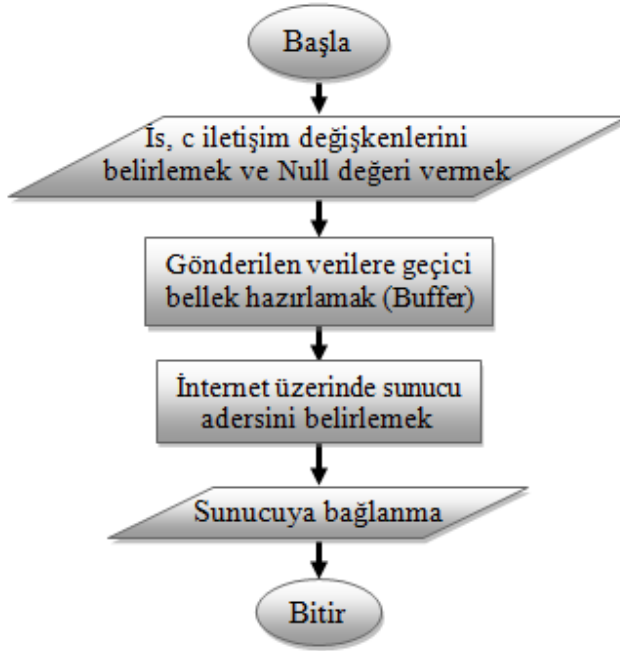 Başla
İs, c iletişim değişkenlerini
belirlemek ve Null değeri vermek
Gönderilen verilere geçici
bellek hazırlamak (Buffer)
İnternet üzerinde sunucu
adersini belirlemek
Sunucuya bağlanma
Bitir